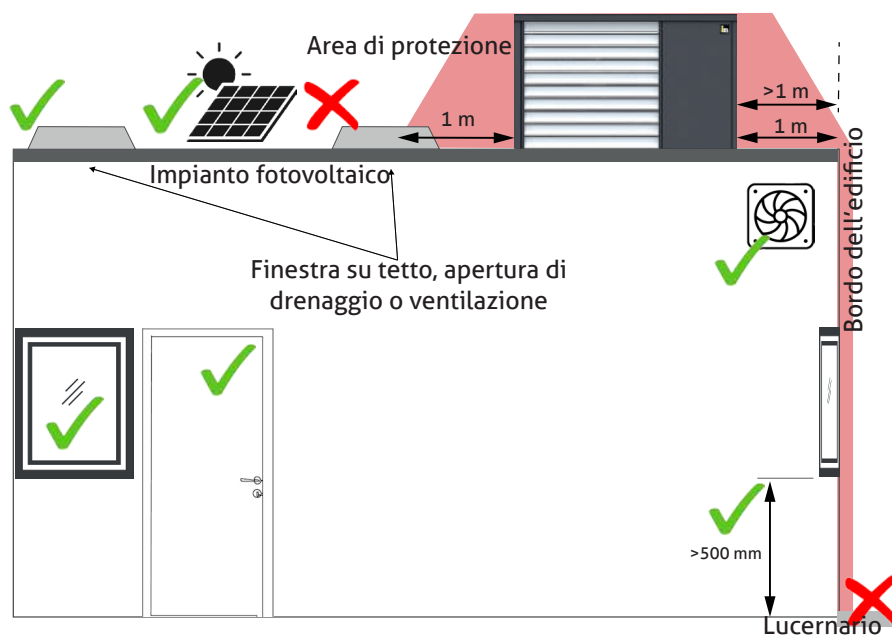 Area di protezione
>1 m
1 m
1 m
Impianto fotovoltaico
Bordo dell'edificio
Finestra su tetto, apertura di
drenaggio o ventilazione
>500 mm
Lucernario